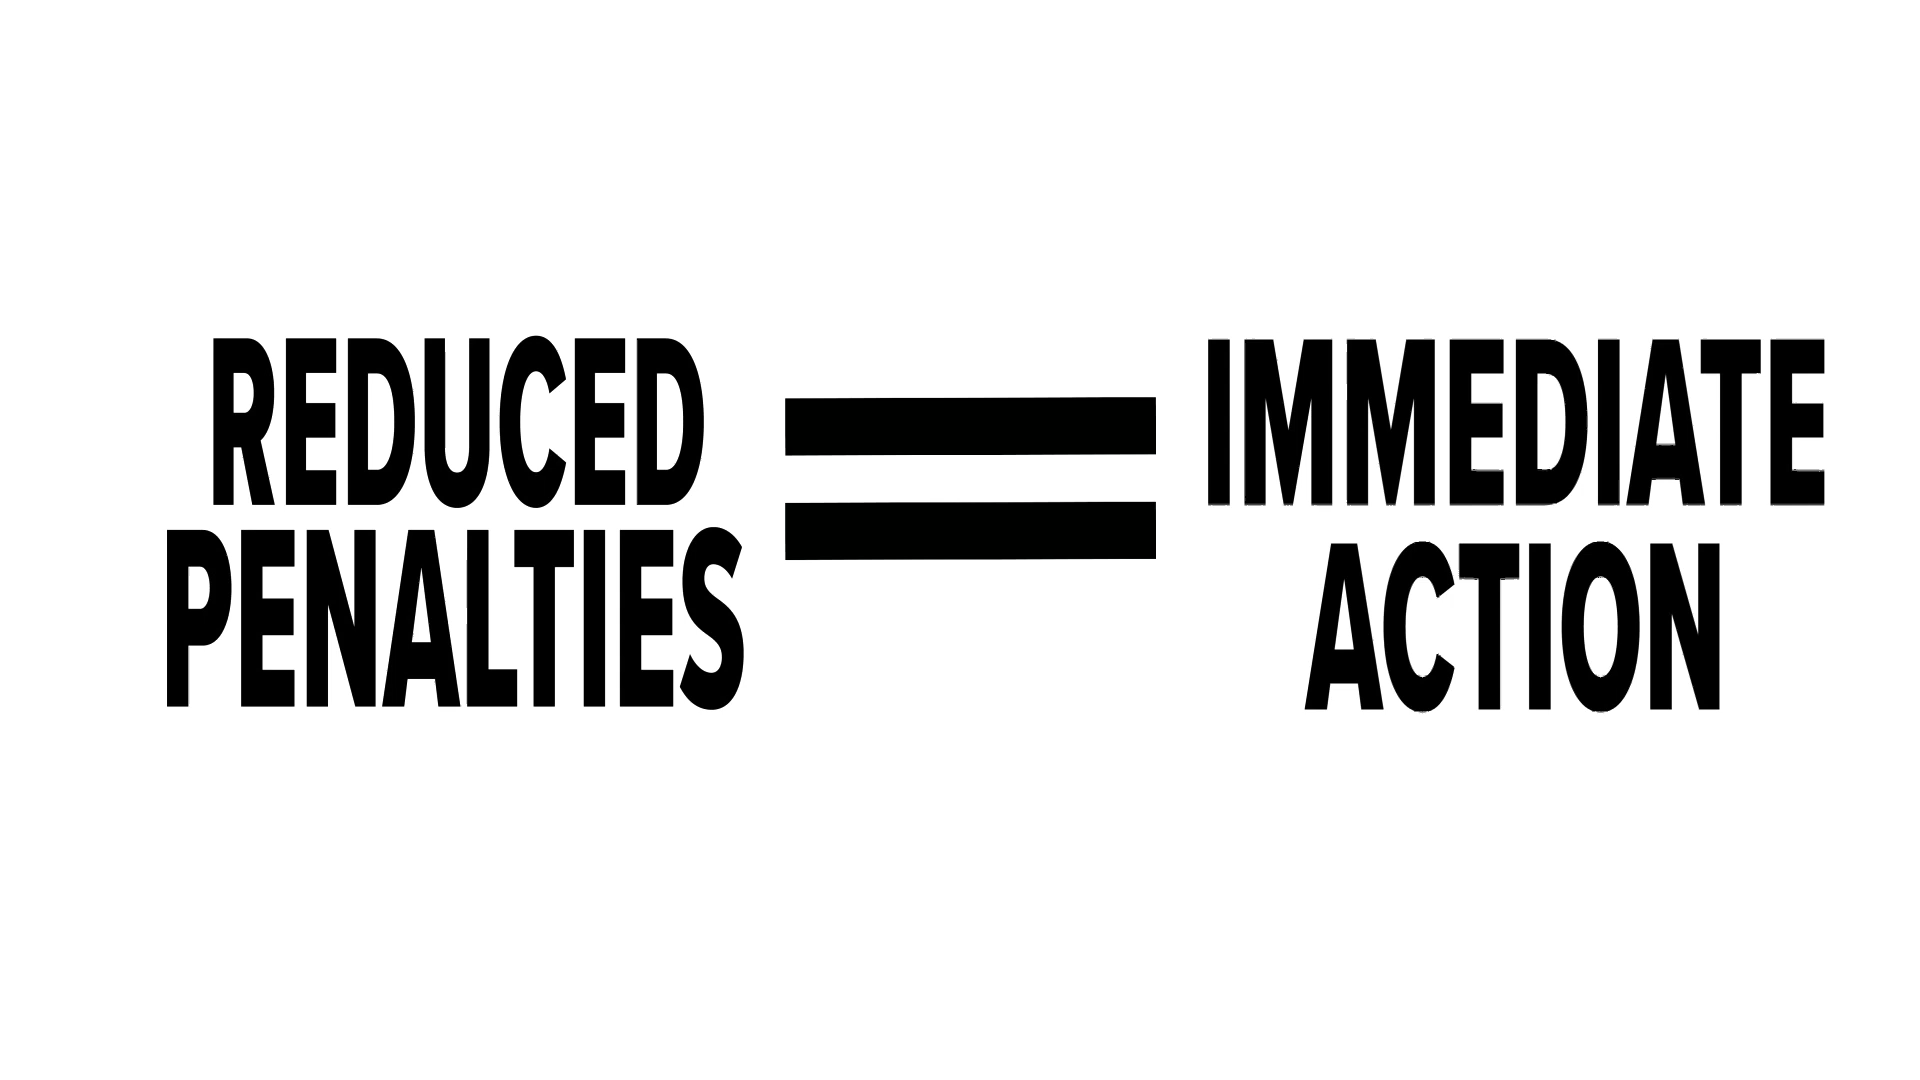 REDUCED
PENALTIES
=
IMMEDIATE
ACTION